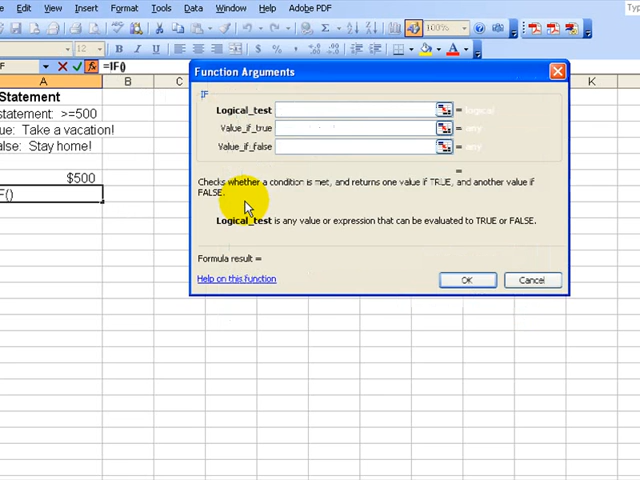 Edit View Insert Format Tools Data Window Help Adobe PDF
12 B I U $ % A
100%
F =IF()
A B C K
Statement
statement: >=500
ue: Take a vacation!
alse: Stay home!
$500
F()
Function Arguments
IF
Logical_test = logical
Value_if_true = any
Value_if_false = any
=
Checks whether a condition is met, and returns one value if TRUE, and another value if
FALSE.
Logical_test is any value or expression that can be evaluated to TRUE or FALSE.
Formula result =
Help on this function
OK Cancel